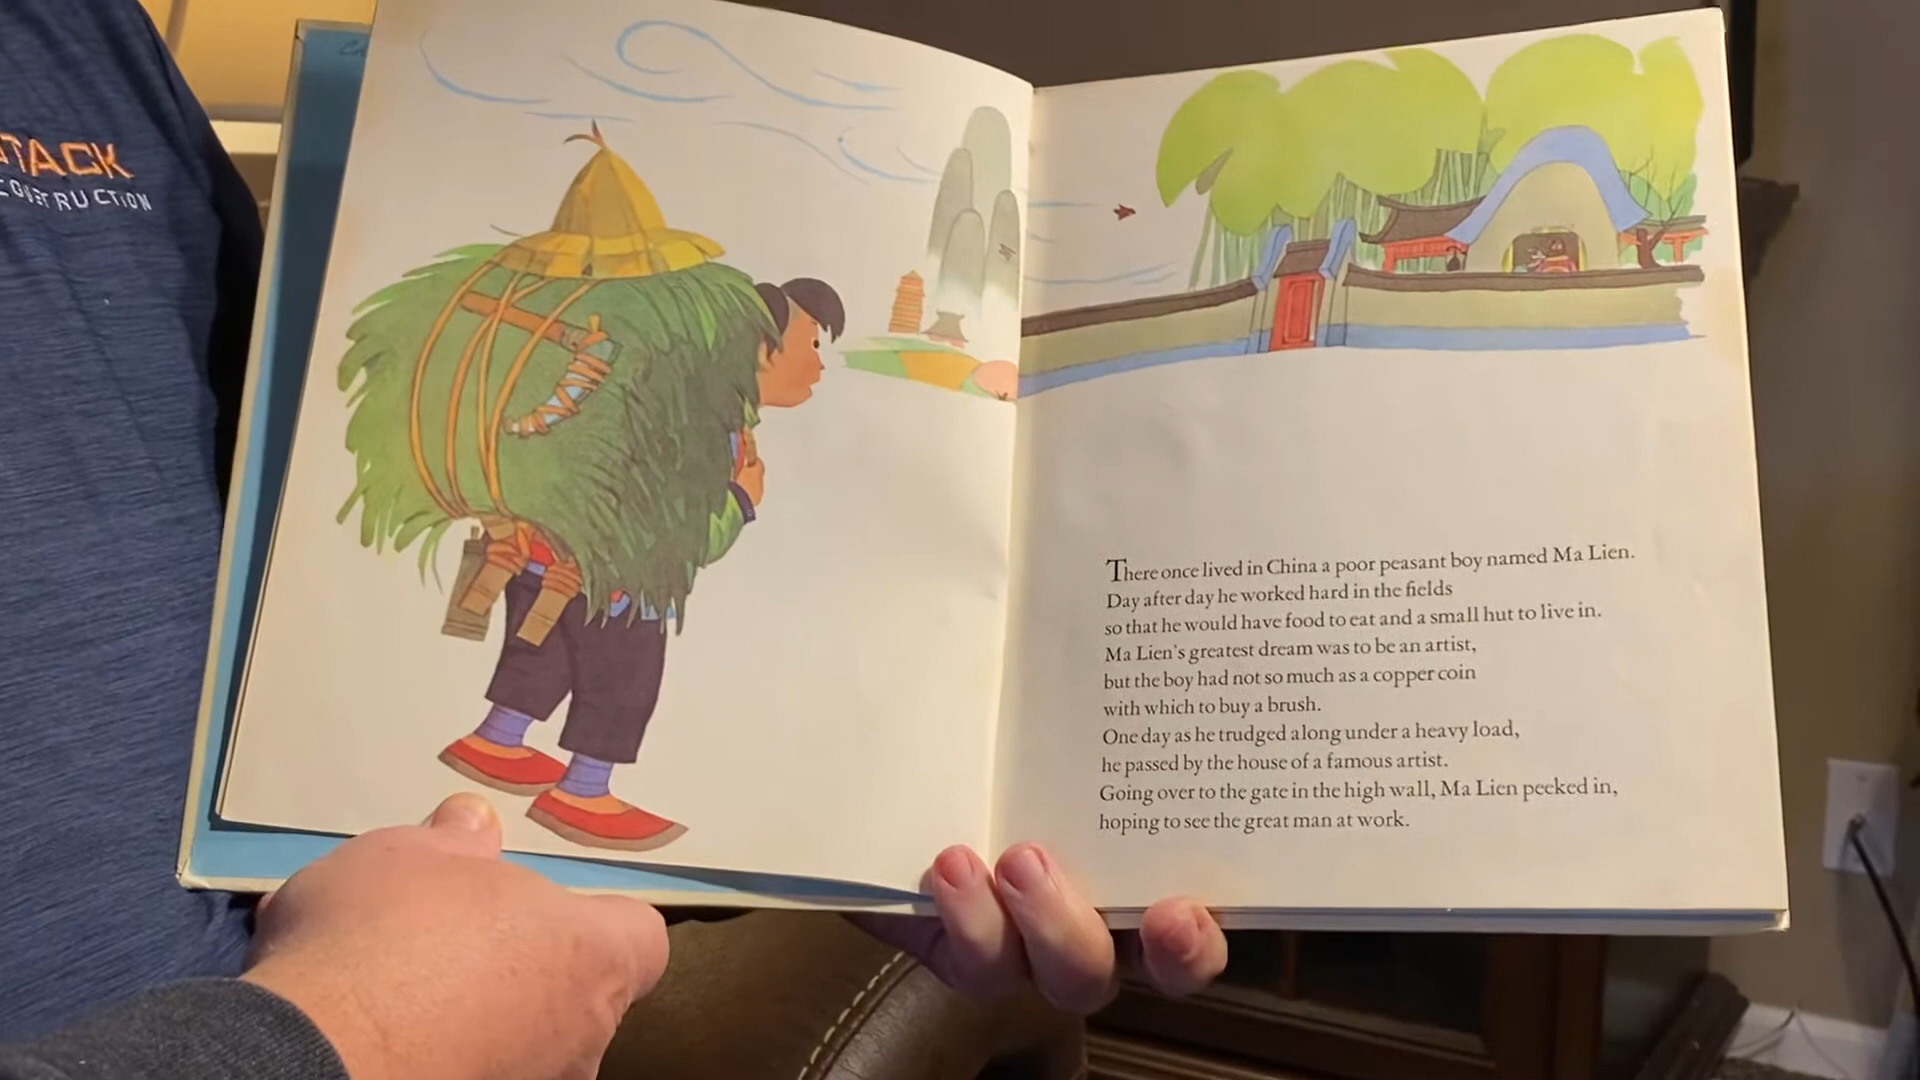 TACK
CONSTRUCTION
There once lived in China a poor peasant boy named Ma Lien.
Day after day he worked hard in the fields
so that he would have food to eat and a small hut to live in.
Ma Lien's greatest dream was to be an artist,
but the boy had not so much as a copper coin
with which to buy a brush.
One day as he trudged along under a heavy load,
he passed by the house of a famous artist.
Going over to the gate in the high wall, Ma Lien peeked in,
hoping to see the great man at work.